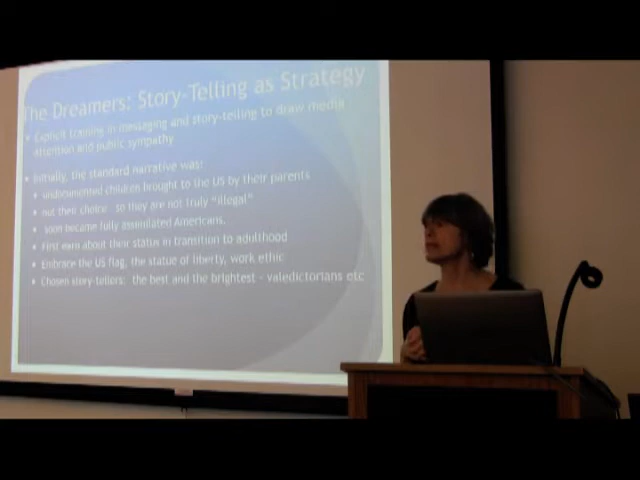 The Dreamers: Story-Telling as Strategy
Explicit training in messaging and story-telling to draw media
attention and public sympathy
Initially, the standard narrative was:
undocumented children brought to the US by their parents
not their choice so they are not truly "illegal"
soon became fully assimilated Americans.
First earn about their status in transition to adulthood
Embrace the US flag, the statue of liberty, work ethic
Chosen story-tellers: the best and the brightest - valedictorians etc